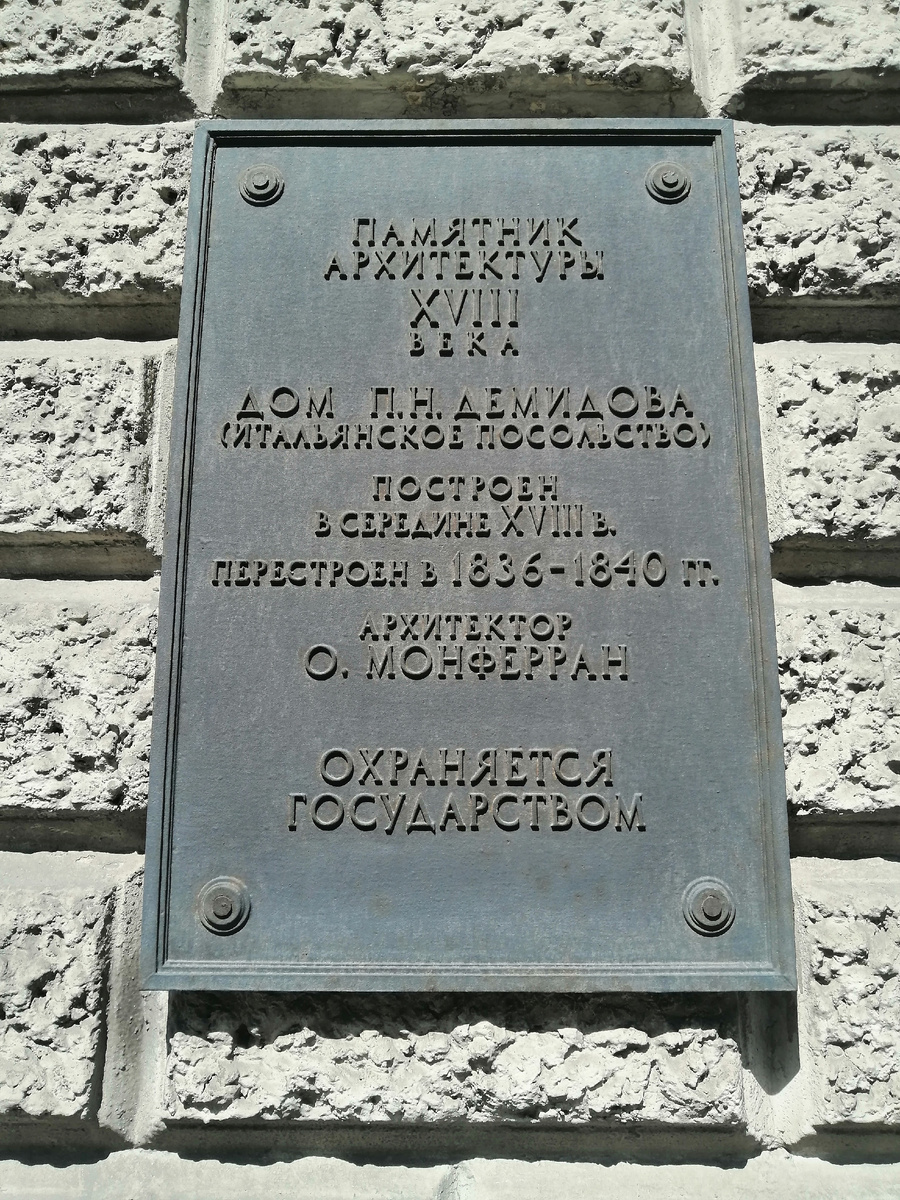 ПАМЯТНИК
АРХИТЕКТУРЫ
XVIII
ВЕКА
ДОМ П.Н. ДЕМИДОВА
(ИТАЛЬЯНСКОЕ ПОСОЛЬСТВО)
ПОСТРОЕН
В СЕРЕДИНЕ XVIII В.
ПЕРЕСТРОЕН В 1836-1840 ГГ.
АРХИТЕКТОР
О. МОНФЕРРАН
ОХРАНЯЕТСЯ
ГОСУДАРСТВОМ